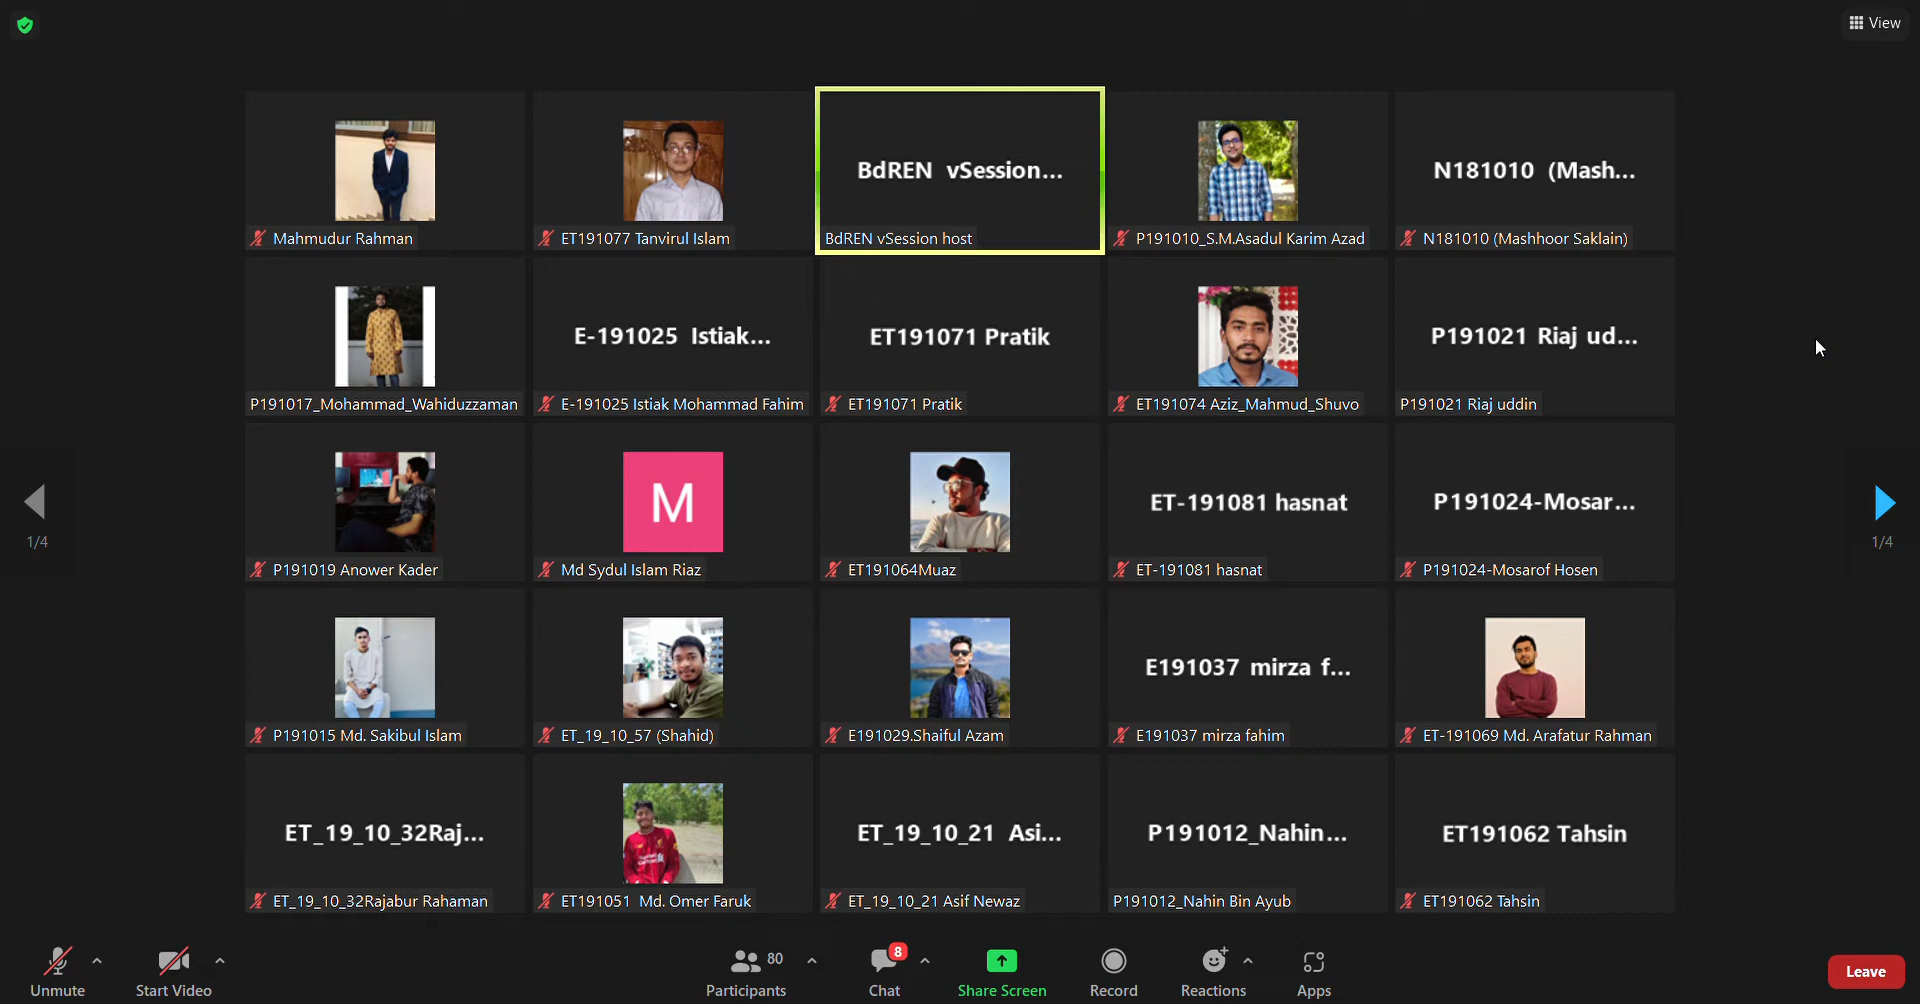 View
BdREN vSession...
N181010 (Mash...
Mahmudur Rahman
ET191077 Tanvirul Islam
BdREN vSession host
P191010_S.M.Asadul Karim Azad
N181010 (Mashhoor Saklain)
E-191025 Istiak...
ET191071 Pratik
P191021 Riaj ud...
P191017_Mohammad_Wahiduzzaman
E-191025 Istiak Mohammad Fahim
ET191071 Pratik
ET191074 Aziz_Mahmud_Shuvo
P191021 Riaj uddin
M
ET-191081 hasnat
P191024-Mosar...
1/4
1/4
P191019 Anower Kader
Md Sydul Islam Riaz
ET191064Muaz
ET-191081 hasnat
P191024-Mosarof Hosen
E191037 mirza f...
P191015 Md. Sakibul Islam
ET_19_10_57 (Shahid)
E191029.Shaiful Azam
E191037 mirza fahim
ET-191069 Md. Arafatur Rahman
ET_19_10_32Raj...
ET_19_10_21 Asi...
P191012_Nahin...
ET191062 Tahsin
ET_19_10_32Rajabur Rahaman
ET191051 Md. Omer Faruk
ET_19_10_21 Asif Newaz
P191012_Nahin Bin Ayub
ET191062 Tahsin
80
8
Unmute
Start Video
Participants
Chat
Share Screen
Record
Reactions
Apps
Leave